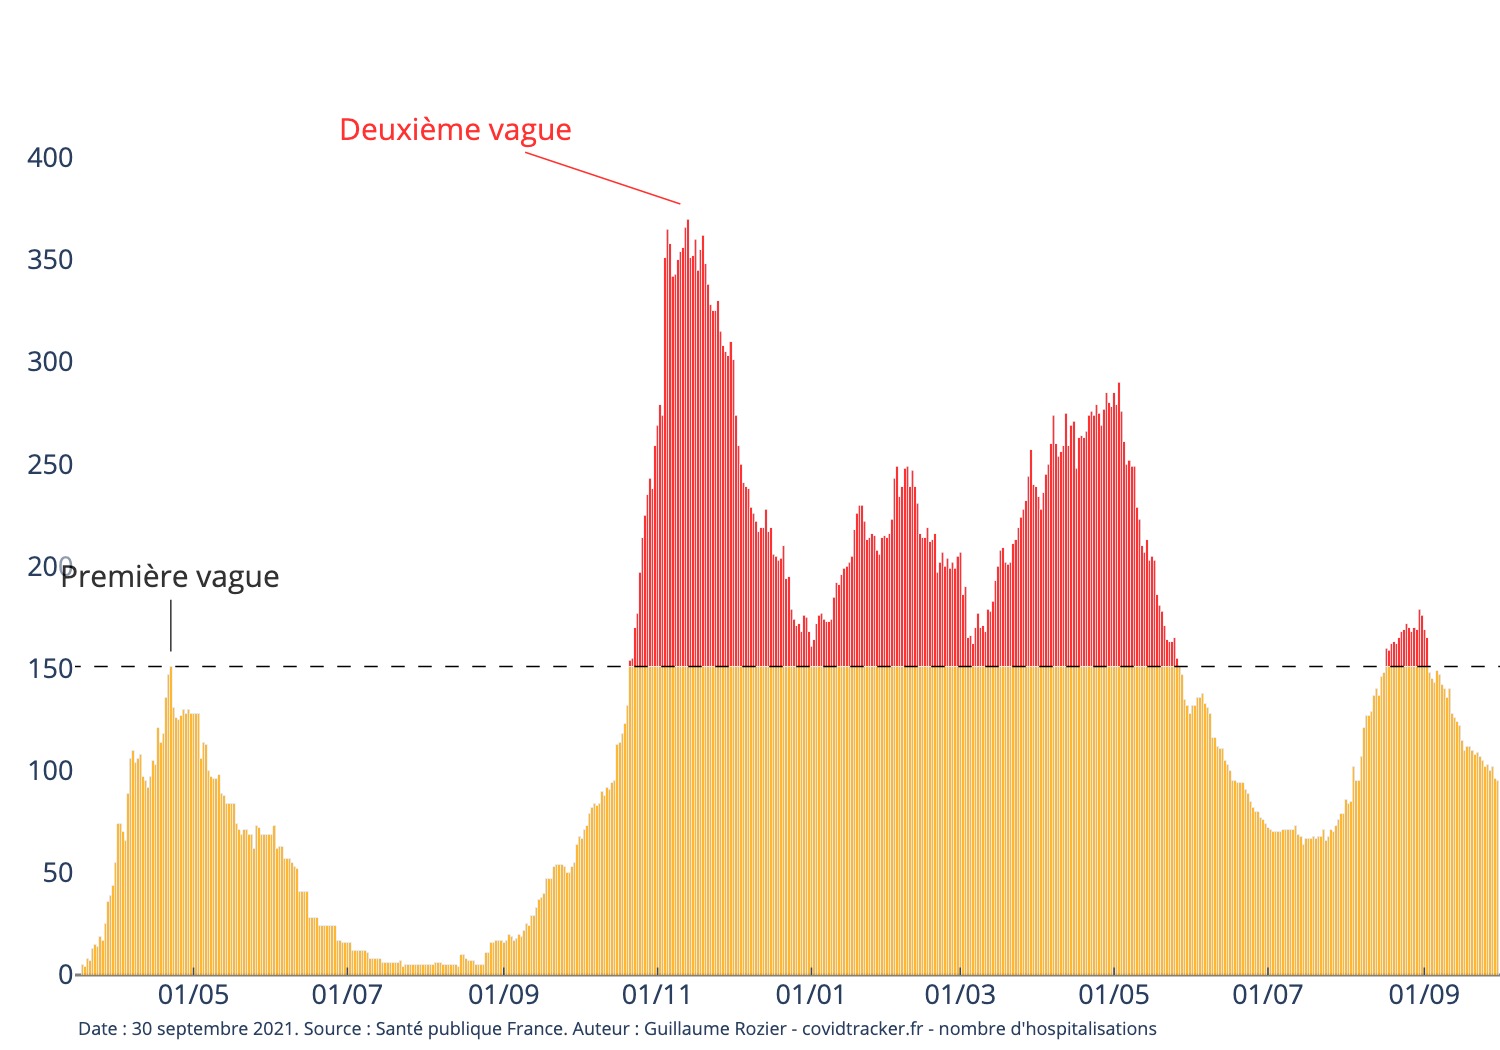 Deuxième vague
400
350
300
250
200
Première vague
150
100
50
0
01/05 01/07 01/09 01/11 01/01 01/03 01/05 01/07 01/09
Date : 30 septembre 2021. Source : Santé publique France. Auteur : Guillaume Rozier - covidtracker.fr - nombre d'hospitalisations